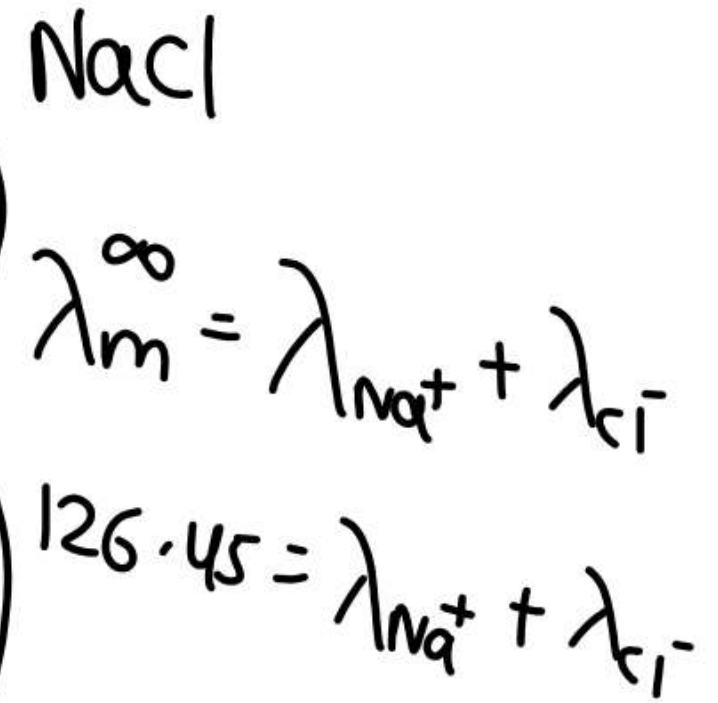 NaCl
λm^∞ = λNa⁺ + λCl⁻
126.45 = λNa⁺ + λCl⁻